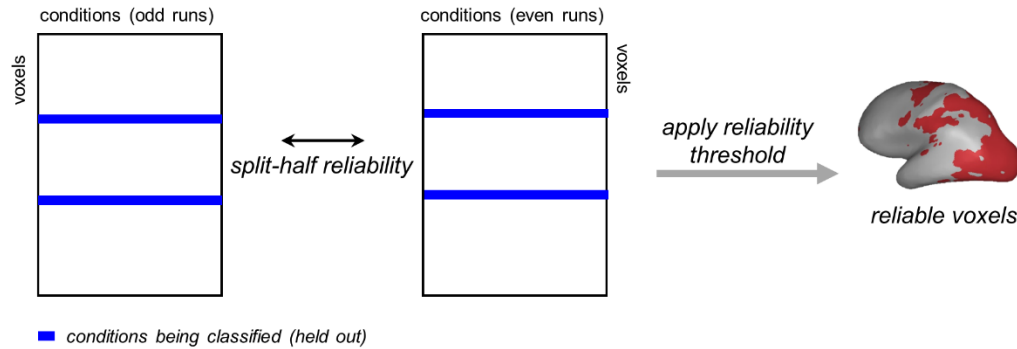 conditions (odd runs)
conditions (even runs)
voxels
voxels
split-half reliability
apply reliability
threshold
reliable voxels
conditions being classified (held out)